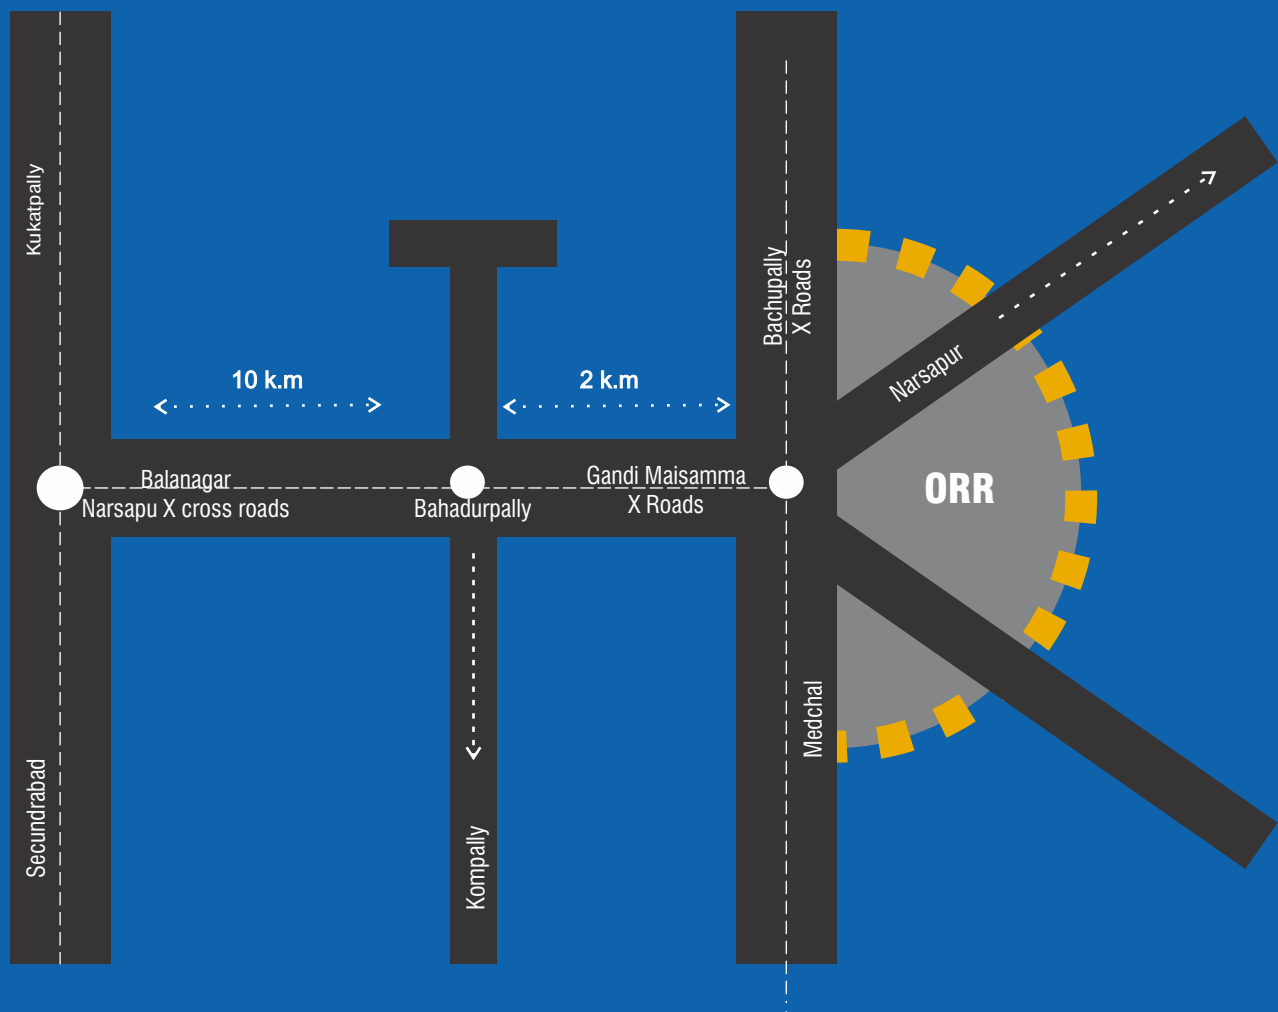 Kukatpally
Bachupally
X Roads
10 k.m
2 k.m
Narsapur
Balanagar
Narsapu X cross roads
Bahadurpally
Gandi Maisamma
X Roads
ORR
Medchal
Secundrabad
Kompally